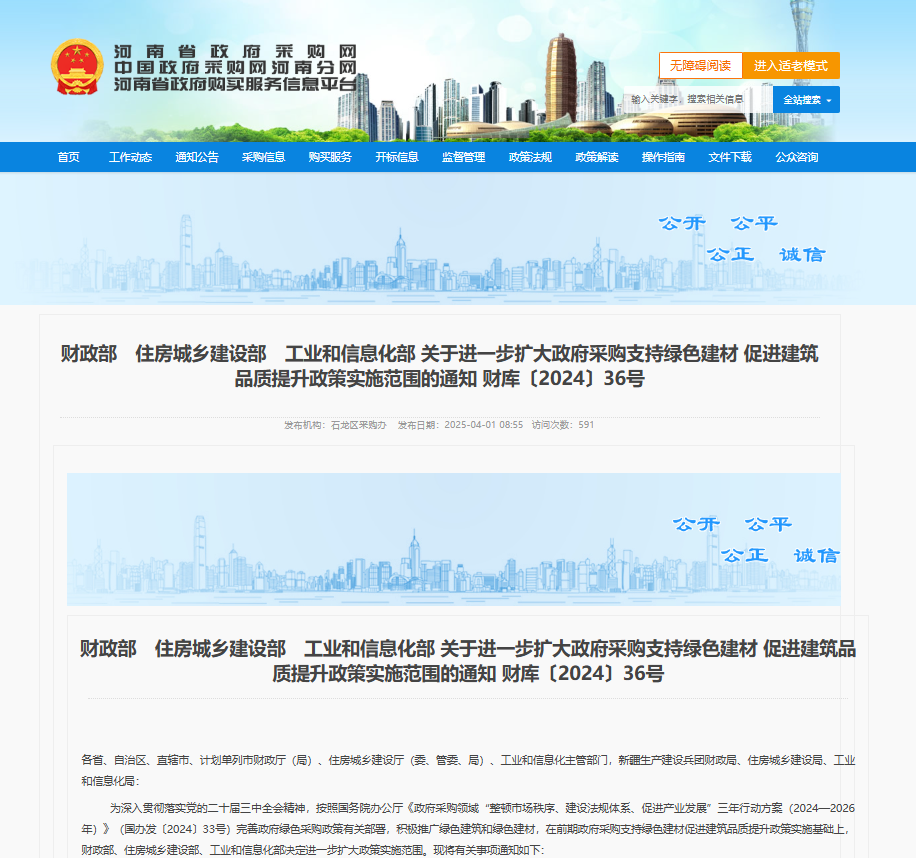 河南省政府采购网
中国政府采购网河南分网
河南省政府购买服务信息平台
无障碍阅读 进入适老模式
输入关键字，搜索相关信息 全站搜索
首页 工作动态 通知公告 采购信息 购买服务 开标信息 监督管理 政策法规 政策解读 操作指南 文件下载 公众咨询
公开 公平
公正 诚信
财政部 住房城乡建设部 工业和信息化部 关于进一步扩大政府采购支持绿色建材 促进建筑
品质提升政策实施范围的通知 财库〔2024〕36号
发布机构：石龙区采购办 发布日期：2025-04-01 08:55 访问次数：591
公开 公平
公正 诚信
财政部 住房城乡建设部 工业和信息化部 关于进一步扩大政府采购支持绿色建材 促进建筑品
质提升政策实施范围的通知 财库〔2024〕36号
各省、自治区、直辖市、计划单列市财政厅（局）、住房城乡建设厅（委、管委、局）、工业和信息化主管部门，新疆生产建设兵团财政局、住房城乡建设局、工业
和信息化局：
为深入贯彻落实党的二十届三中全会精神，按照国务院办公厅《政府采购领域“整顿市场秩序、建设法规体系、促进产业发展”三年行动方案（2024—2026
年）》（国办发〔2024〕33号）完善政府绿色采购政策有关部署，积极推广绿色建筑和绿色建材，在前期政府采购支持绿色建材促进建筑品质提升政策实施基础上，
财政部、住房城乡建设部、工业和信息化部决定进一步扩大政策实施范围。现将有关事项通知如下：